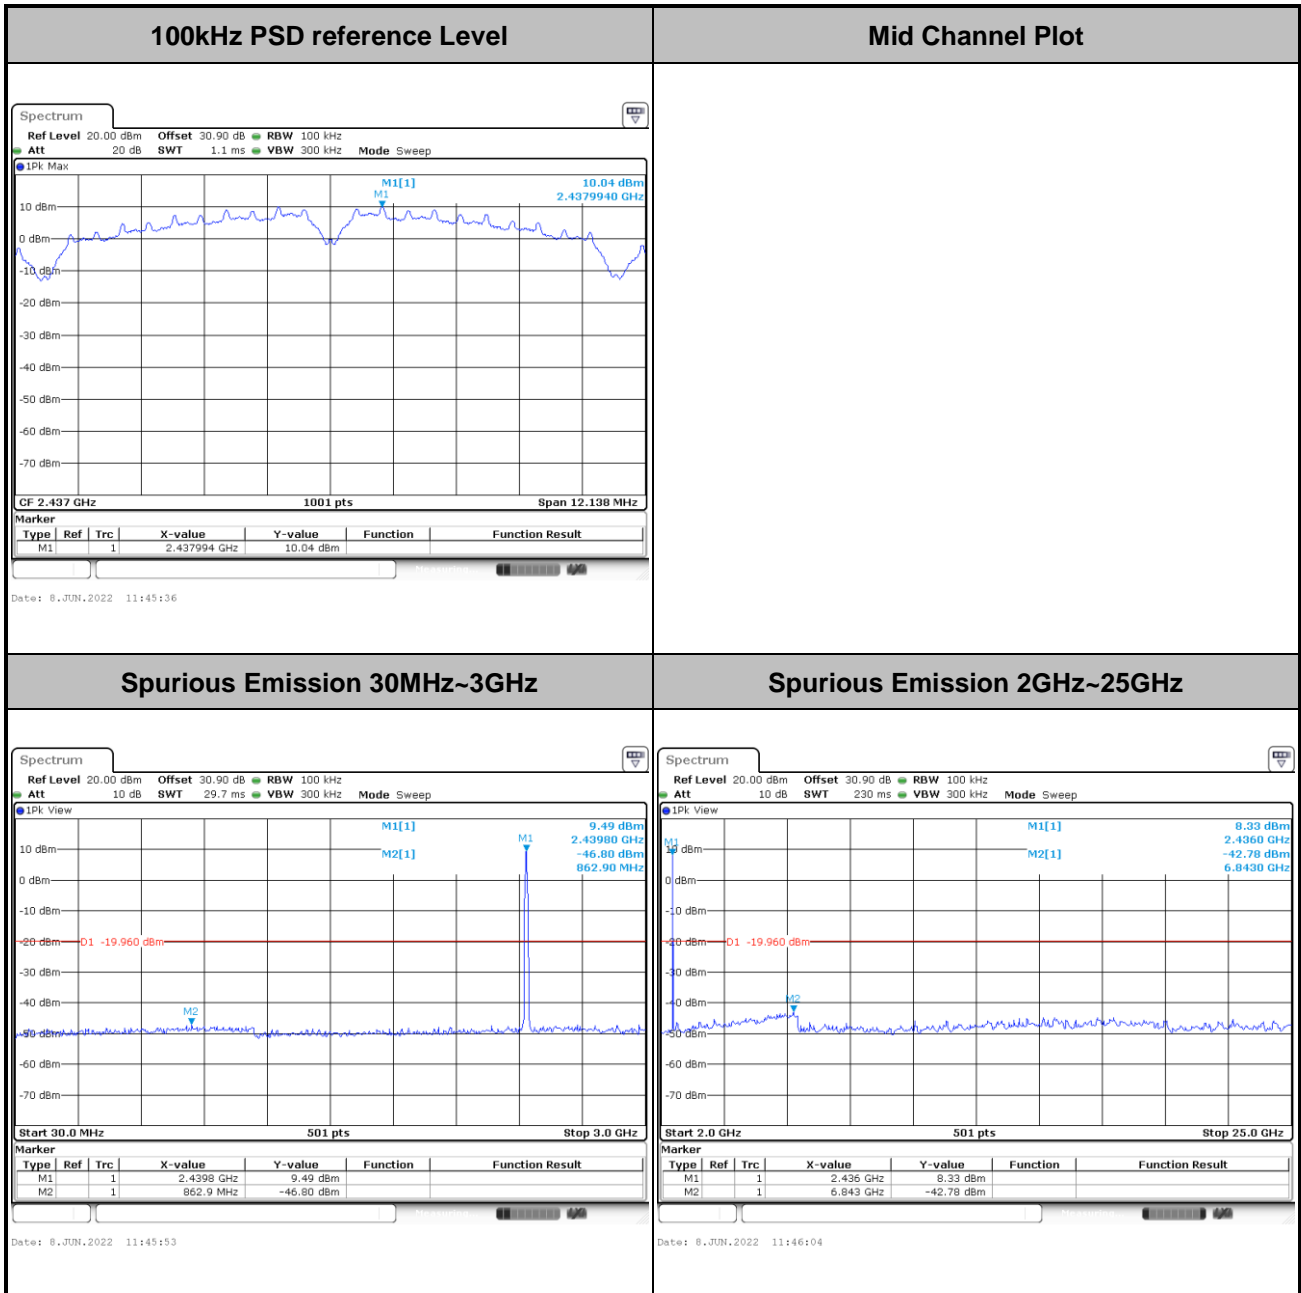 100kHz PSD reference Level
Mid Channel Plot
Spectrum
Ref Level 20.00 dBm Offset 30.90 dB RBW 100 kHz
Att 20 dB SWT 1.1 ms VBW 300 kHz Mode Sweep
1Pk Max
M1[1] 10.04 dBm
2.4379940 GHz
M1
10 dBm
0 dBm
-10 dBm
-20 dBm
-30 dBm
-40 dBm
-50 dBm
-60 dBm
-70 dBm
CF 2.437 GHz 1001 pts Span 12.138 MHz
Marker
Type Ref Trc X-value Y-value Function Function Result
M1 1 2.437994 GHz 10.04 dBm
Measuring...
Date: 8.JUN.2022 11:45:36
Spurious Emission 30MHz~3GHz
Spurious Emission 2GHz~25GHz
Spectrum
Ref Level 20.00 dBm Offset 30.90 dB RBW 100 kHz
Att 10 dB SWT 29.7 ms VBW 300 kHz Mode Sweep
1Pk View
M1[1] 9.49 dBm
2.43980 GHz
M2[1] -46.80 dBm
862.90 MHz
M1
10 dBm
0 dBm
-10 dBm
-20 dBm
D1 -19.960 dBm
-30 dBm
-40 dBm
M2
-50 dBm
-60 dBm
-70 dBm
Start 30.0 MHz 501 pts Stop 3.0 GHz
Marker
Type Ref Trc X-value Y-value Function Function Result
M1 1 2.4398 GHz 9.49 dBm
M2 1 862.9 MHz -46.80 dBm
Measuring...
Date: 8.JUN.2022 11:45:53
Spectrum
Ref Level 20.00 dBm Offset 30.90 dB RBW 100 kHz
Att 10 dB SWT 230 ms VBW 300 kHz Mode Sweep
1Pk View
M1[1] 8.33 dBm
2.4360 GHz
M2[1] -42.78 dBm
6.8430 GHz
M1
10 dBm
0 dBm
-10 dBm
-20 dBm
D1 -19.960 dBm
-30 dBm
-40 dBm
M2
-50 dBm
-60 dBm
-70 dBm
Start 2.0 GHz 501 pts Stop 25.0 GHz
Marker
Type Ref Trc X-value Y-value Function Function Result
M1 1 2.436 GHz 8.33 dBm
M2 1 6.843 GHz -42.78 dBm
Measuring...
Date: 8.JUN.2022 11:46:04